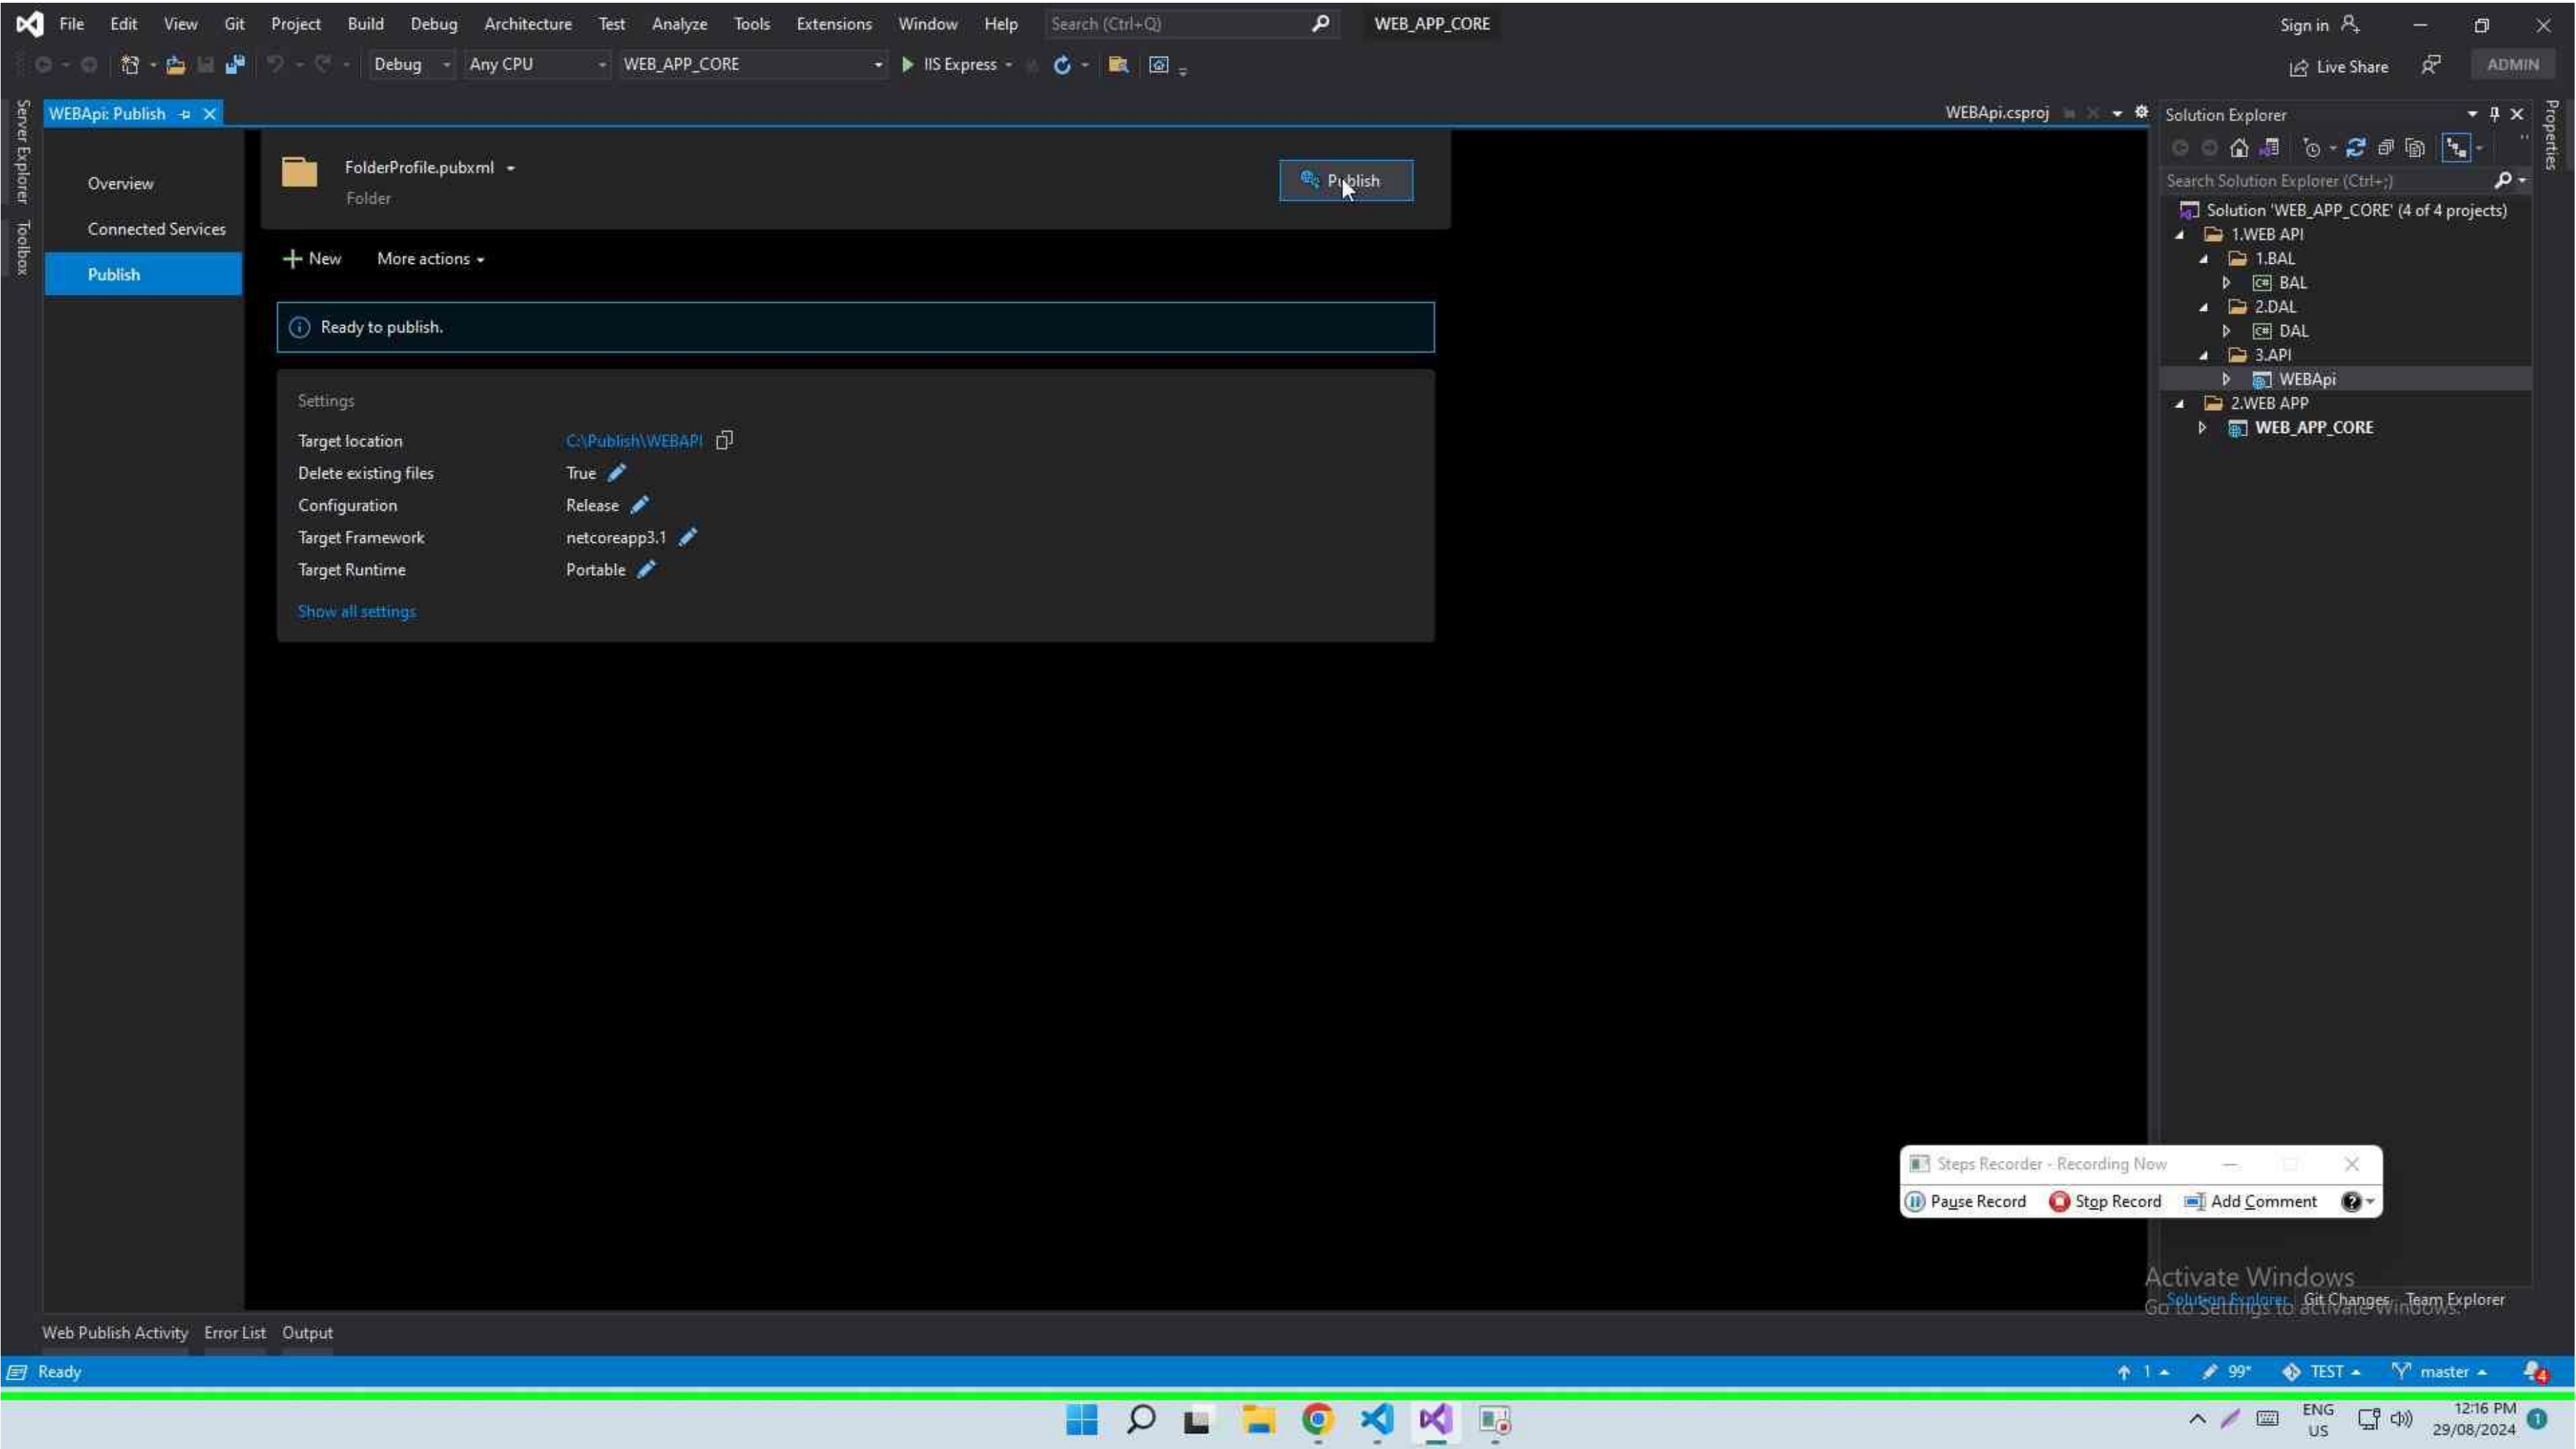 File Edit View Git Project Build Debug Architecture Test Analyze Tools Extensions Window Help Search (Ctrl+Q) WEB_APP_CORE Sign in
Debug Any CPU WEB_APP_CORE IIS Express Live Share ADMIN
Server Explorer
Toolbox
WEBApi: Publish
WEBApi.csproj
Overview
Connected Services
Publish
FolderProfile.pubxml
Folder
Publish
New More actions
Ready to publish.
Settings
Target location C:\Publish\WEBAPI
Delete existing files True
Configuration Release
Target Framework netcoreapp3.1
Target Runtime Portable
Show all settings
Solution Explorer
Search Solution Explorer (Ctrl+;)
Solution 'WEB_APP_CORE' (4 of 4 projects)
1.WEB API
1.BAL
C# BAL
2.DAL
C# DAL
3.API
WEBApi
2.WEB APP
WEB_APP_CORE
Properties
Steps Recorder - Recording Now
Pause Record Stop Record Add Comment
Activate Windows
Go to Settings to activate Windows.
Solution Explorer Git Changes Team Explorer
Web Publish Activity Error List Output
Ready 1 99+ TEST master 4
ENG
US
12:16 PM
29/08/2024
1